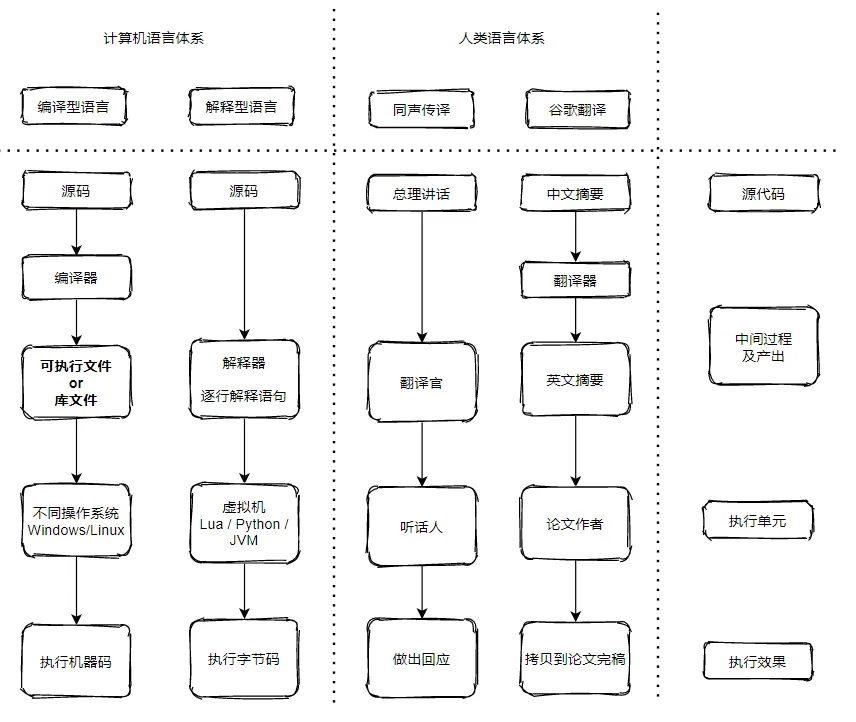 计算机语言体系
人类语言体系
编译型语言
解释型语言
同声传译
谷歌翻译
源码
源码
总理讲话
中文摘要
源代码
编译器
翻译器
可执行文件
or
库文件
解释器
逐行解释语句
翻译官
英文摘要
中间过程
及产出
不同操作系统
Windows/Linux
虚拟机
Lua / Python /
JVM
听话人
论文作者
执行单元
执行机器码
执行字节码
做出回应
拷贝到论文完稿
执行效果